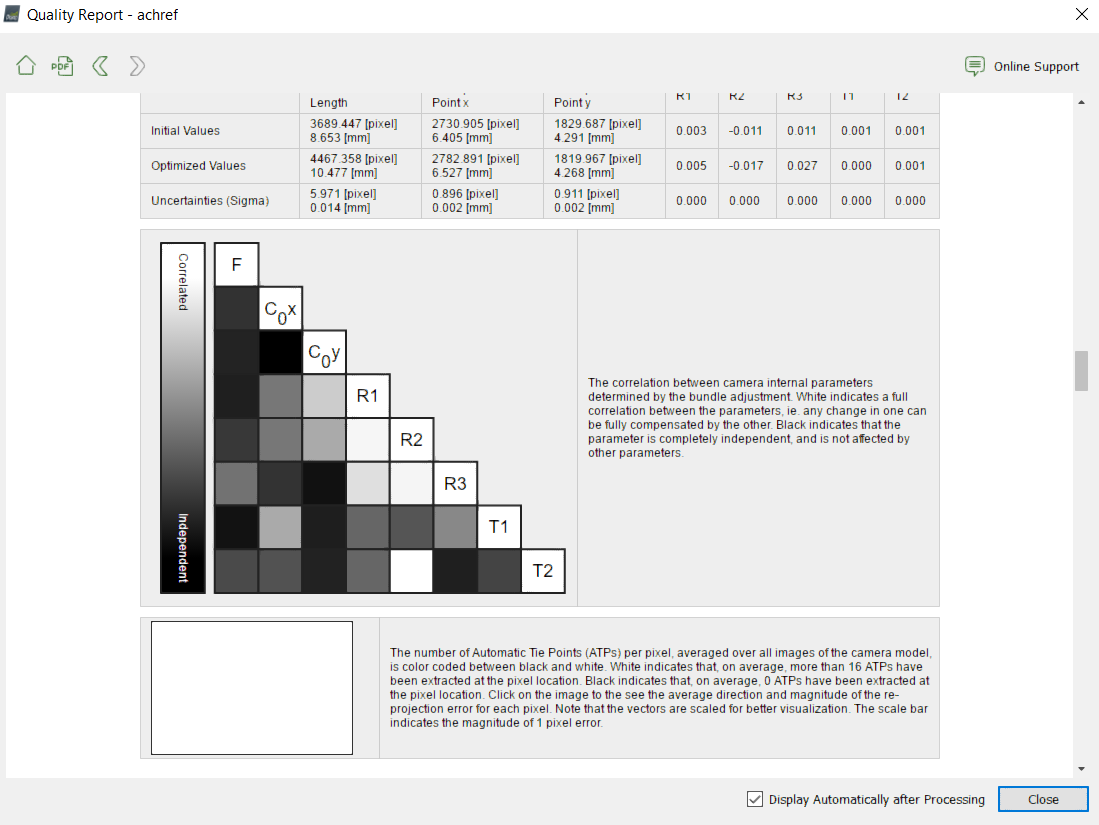 Quality Report - achref
PDF
Online Support
Length
Point x
Point y
R1
R2
R3
T1
T2
Initial Values
3689.447 [pixel]
8.653 [mm]
2730.905 [pixel]
6.405 [mm]
1829.687 [pixel]
4.291 [mm]
0.003
-0.011
0.011
0.001
0.001
Optimized Values
4467.358 [pixel]
10.477 [mm]
2782.891 [pixel]
6.527 [mm]
1819.967 [pixel]
4.268 [mm]
0.005
-0.017
0.027
0.000
0.001
Uncertainties (Sigma)
5.971 [pixel]
0.014 [mm]
0.896 [pixel]
0.002 [mm]
0.911 [pixel]
0.002 [mm]
0.000
0.000
0.000
0.000
0.000
Correlated
Independent
F
C0x
C0y
R1
R2
R3
T1
T2
The correlation between camera internal parameters
determined by the bundle adjustment. White indicates a full
correlation between the parameters, ie. any change in one can
be fully compensated by the other. Black indicates that the
parameter is completely independent, and is not affected by
other parameters.
The number of Automatic Tie Points (ATPs) per pixel, averaged over all images of the camera model,
is color coded between black and white. White indicates that, on average, more than 16 ATPs have
been extracted at the pixel location. Black indicates that, on average, 0 ATPs have been extracted at
the pixel location. Click on the image to the see the average direction and magnitude of the re-
projection error for each pixel. Note that the vectors are scaled for better visualization. The scale bar
indicates the magnitude of 1 pixel error.
Display Automatically after Processing
Close